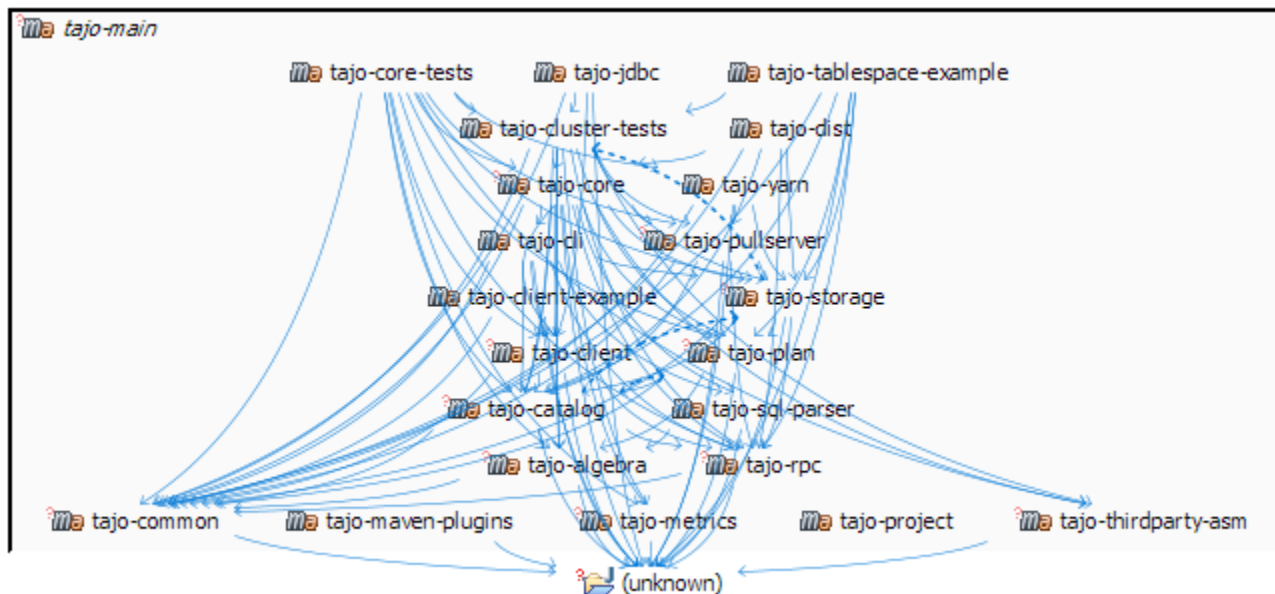 tajo-main
tajo-core-tests tajo-jdbc tajo-tablespace-example
tajo-cluster-tests tajo-dist
tajo-core tajo-yarn
tajo-cli tajo-pullserver
tajo-client-example tajo-storage
tajo-client tajo-plan
tajo-catalog tajo-sql-parser
tajo-algebra tajo-rpc
tajo-common tajo-maven-plugins tajo-metrics tajo-project tajo-thirdparty-asm
(unknown)